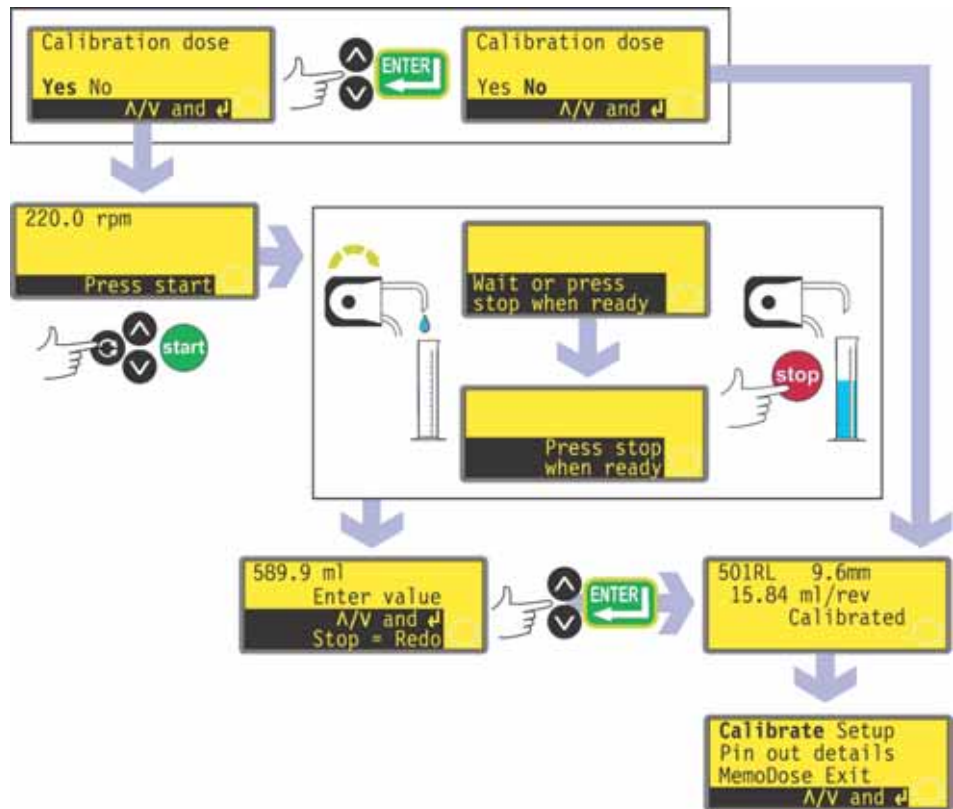 Calibration dose
Yes No
Λ/V and ↵
ENTER
Calibration dose
Yes No
Λ/V and ↵
220.0 rpm
Press start
start
Wait or press
stop when ready
Press stop
when ready
stop
589.9 ml
Enter value
Λ/V and ↵
Stop = Redo
ENTER
501RL 9.6mm
15.84 ml/rev
Calibrated
Calibrate Setup
Pin out details
MemoDose Exit
Λ/V and ↵